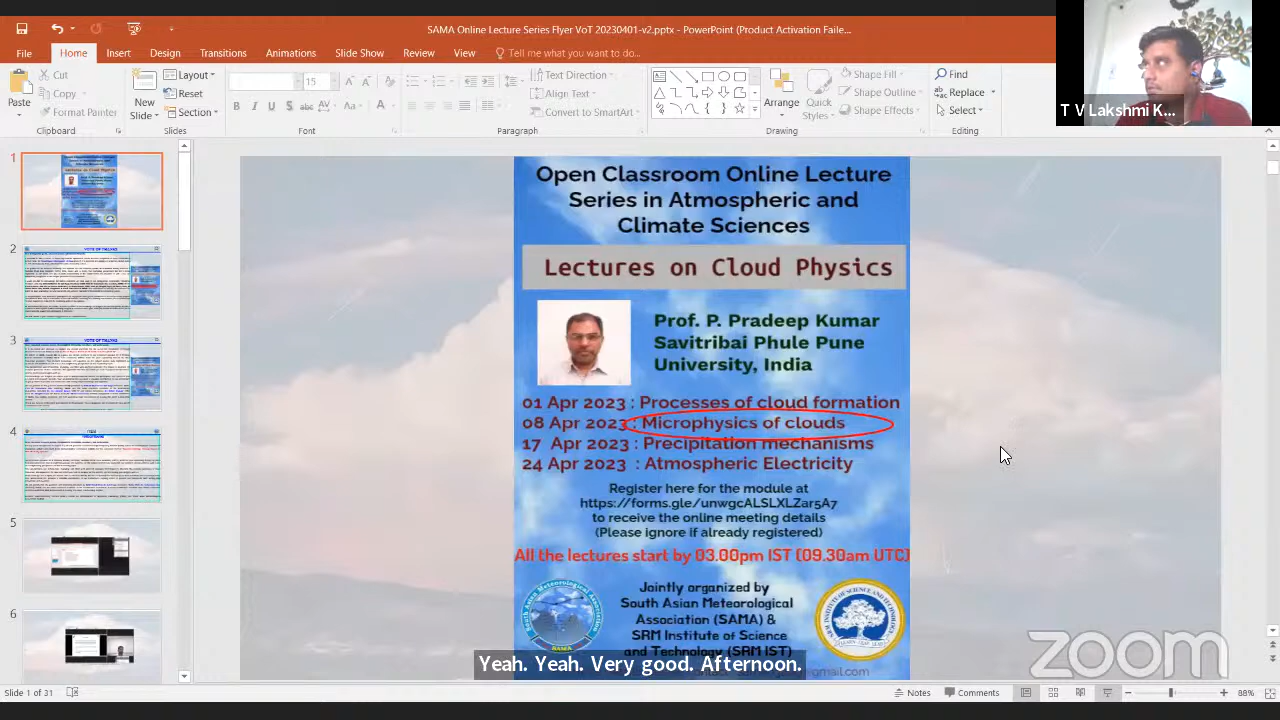 SAMA Online Lecture Series Flyer VoT 20230401-v2.pptx - PowerPoint (Product Activation Faile...
File Home Insert Design Transitions Animations Slide Show Review View Tell me what you want to do...
Paste
Cut
Copy
Format Painter
Clipboard
New
Slide
Layout
Reset
Section
Slides
15
Font
Text Direction
Align Text
Convert to SmartArt
Paragraph
Arrange
Quick
Styles
Shape Fill
Shape Outline
Shape Effects
Drawing
Find
Replace
Select
Editing
T V Lakshmi K...
1
2
3
4
5
6
Open Classroom Online Lecture
Series in Atmospheric and
Climate Sciences
Lectures on Cloud Physics
Prof. P. Pradeep Kumar
Savitribai Phule Pune
University, India
01 Apr 2023 : Processes of cloud formation
08 Apr 2023 : Microphysics of clouds
Apr 2023 : Precipitation mechanisms
Apr 2023 : Atmospheric Electricity
Register here for the module at
https://forms.gle/unwgcALSLXLZar5A7
to receive the online meeting details
(Please ignore if already registered)
All the lectures start by 03.00pm IST (09.30am UTC)
Jointly organized by
South Asian Meteorological
Association (SAMA) &
SRM Institute of Science
and Technology (SRM IST)
Yeah. Yeah. Very good. Afternoon.
zoom
Slide 1 of 31
Notes
Comments
88%